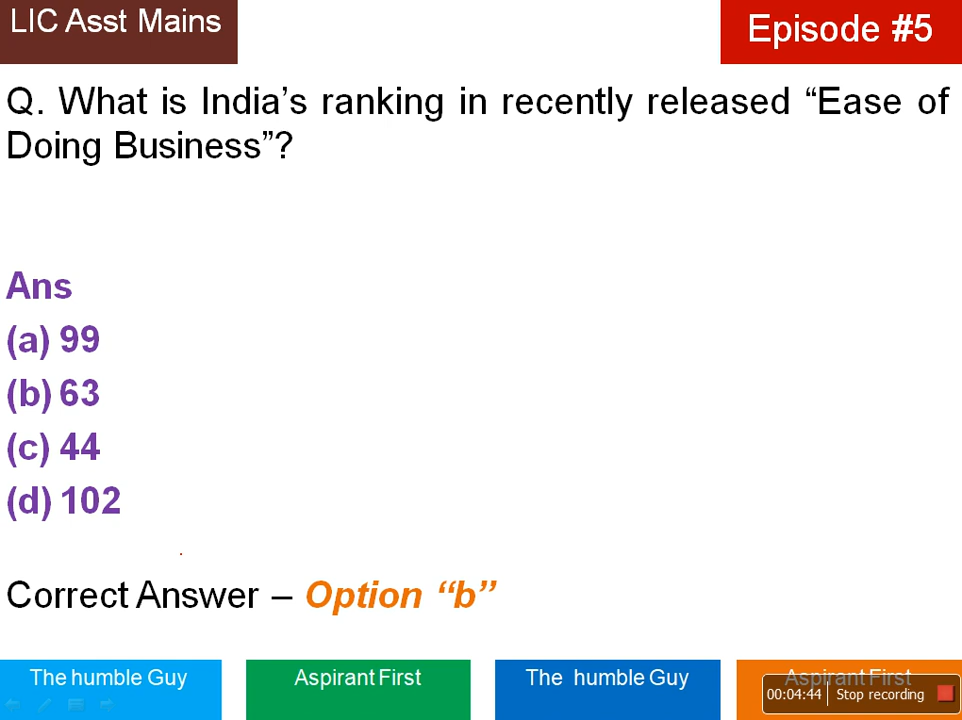 LIC Asst Mains
Episode #5
Q. What is India’s ranking in recently released “Ease of
Doing Business”?
Ans
(a) 99
(b) 63
(c) 44
(d) 102
Correct Answer – Option “b”
The humble Guy
Aspirant First
The humble Guy
Aspirant First
00:04:44 Stop recording